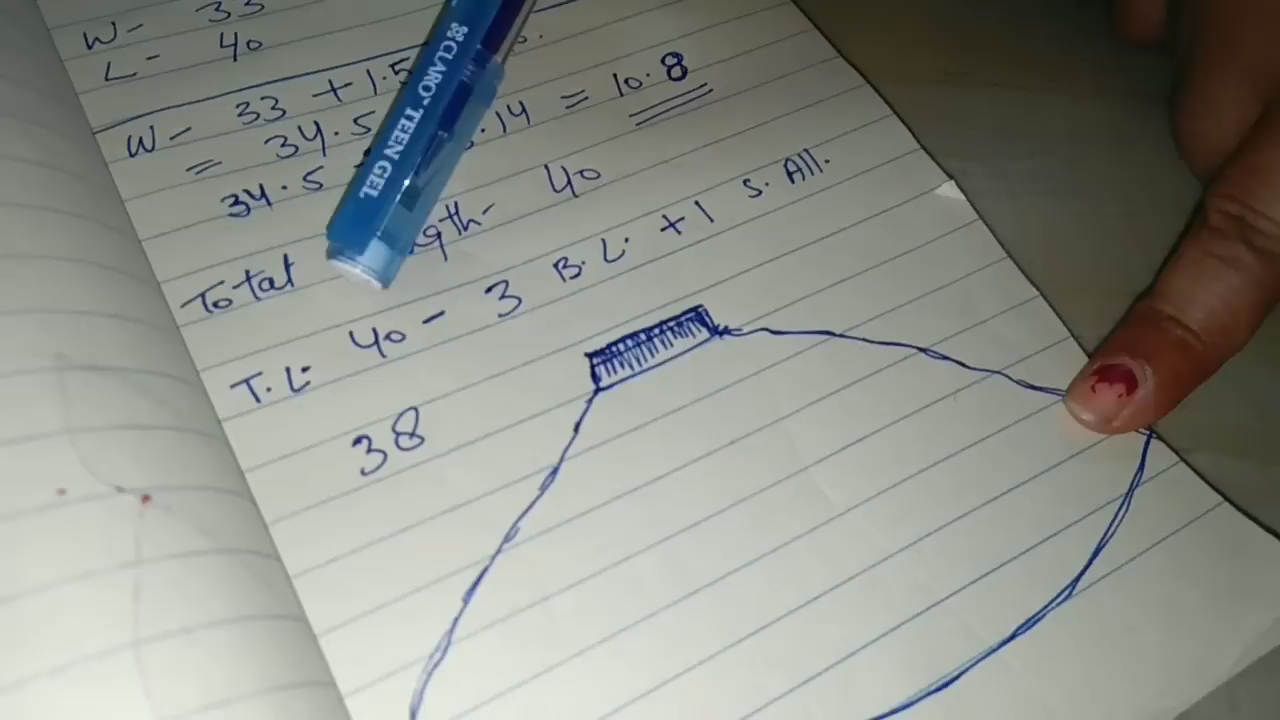 W- 33
L- 40
W- 33 + 1.5
= 34.5 .14 = 10.8
34.5
Total 40
T.L. 40 - 3 B.L. + 1 S. All.
38
CLARO TEEN GEL